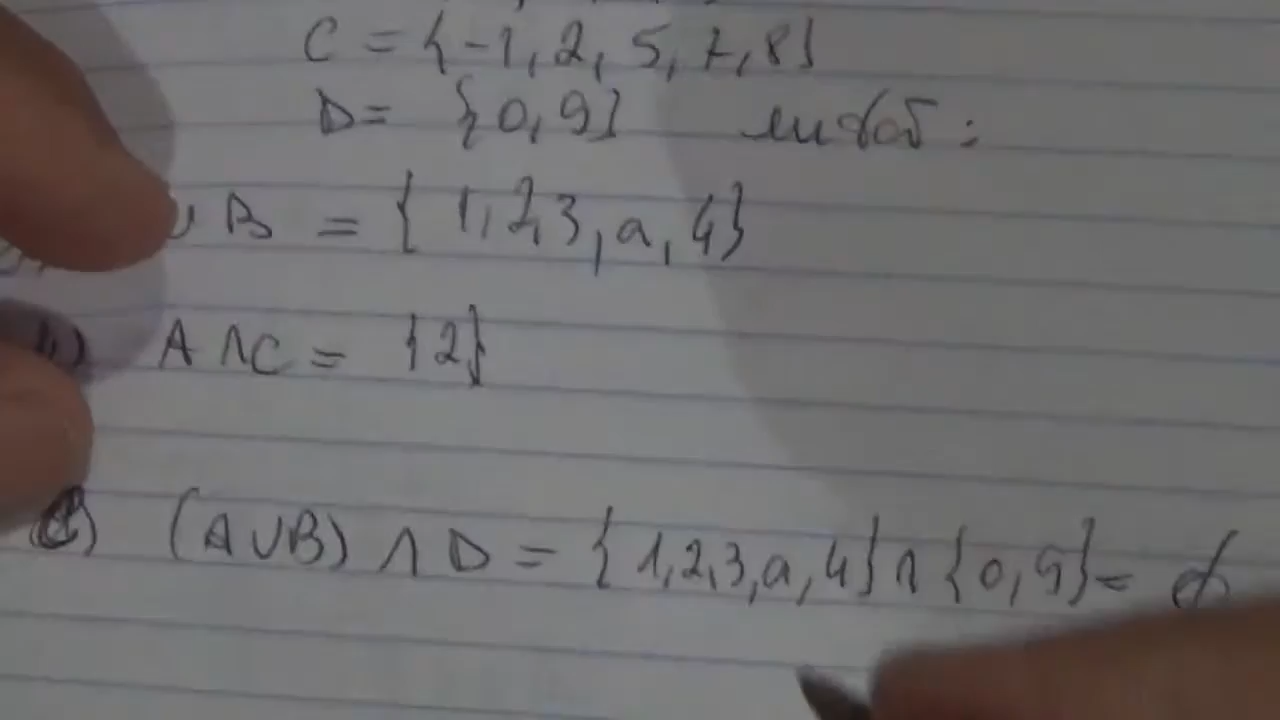 C = {-1, 2, 5, 7, 8}
D = {0, 9}
∪ B = {1, 2, 3, a, 4}
b) A ∩ C = {2}
c) (A ∪ B) ∩ D = {1, 2, 3, a, 4} ∩ {0, 9} = ∅